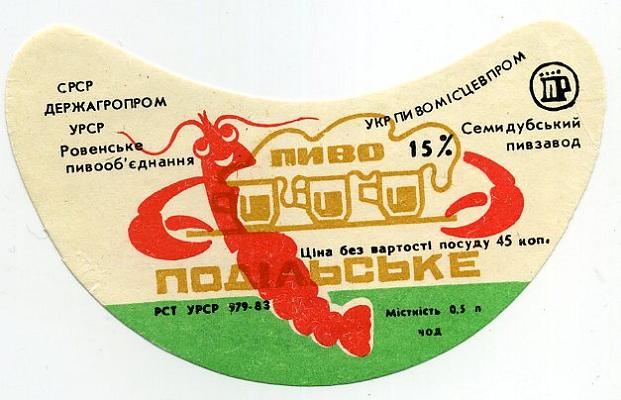 СРСР
ДЕРЖАГРОПРОМ
УРСР
Ровенське
пивооб'єднання
УКРПИВОМІСЦЕВПРОМ
ПР
Семидубський
пивзавод
ПИВО
15%
Ціна без вартості посуду 45 коп.
ПОДІЛЬСЬКЕ
РСТ УРСР 979-83
Місткість 0,5 л
чод